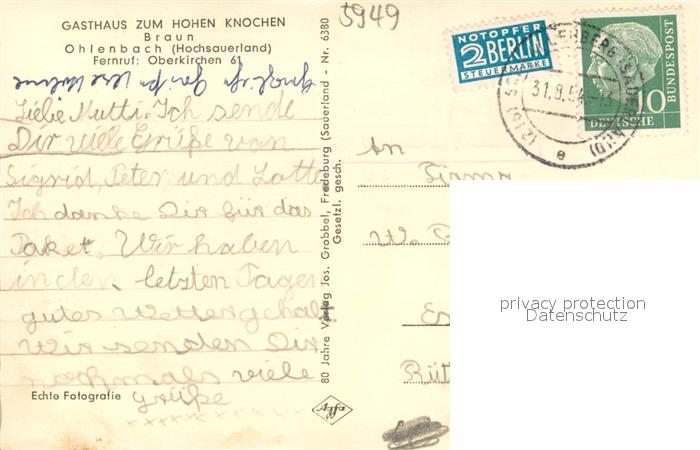 GASTHAUS ZUM HOHEN KNOCHEN
Braun
Ohlenbach (Hochsauerland)
Fernruf: Oberkirchen 61
Liebe Mutti. Ich sende
Dir viele Grüße von
Sigrid, Peter, und Lotte
Ich danke Dir für das
Paket. Wir haben
in den letzten Tagen
gutes Wetter gehab
Wir senden Dir
nochmals viele
Grüße
Echte Fotografie
80 Jahre Verlag Jos. Grobbel, Fredeburg (Sauerland - Nr. 6380
Gesetzl. gesch.
Agfa
5949
NOTOPFER
2 BERLIN
STEUERMARKE
31.8.54
e
10
DEUTSCHE
BUNDESPOST
An
Firma
W.
Es
Rüt
privacy protection
Datenschutz